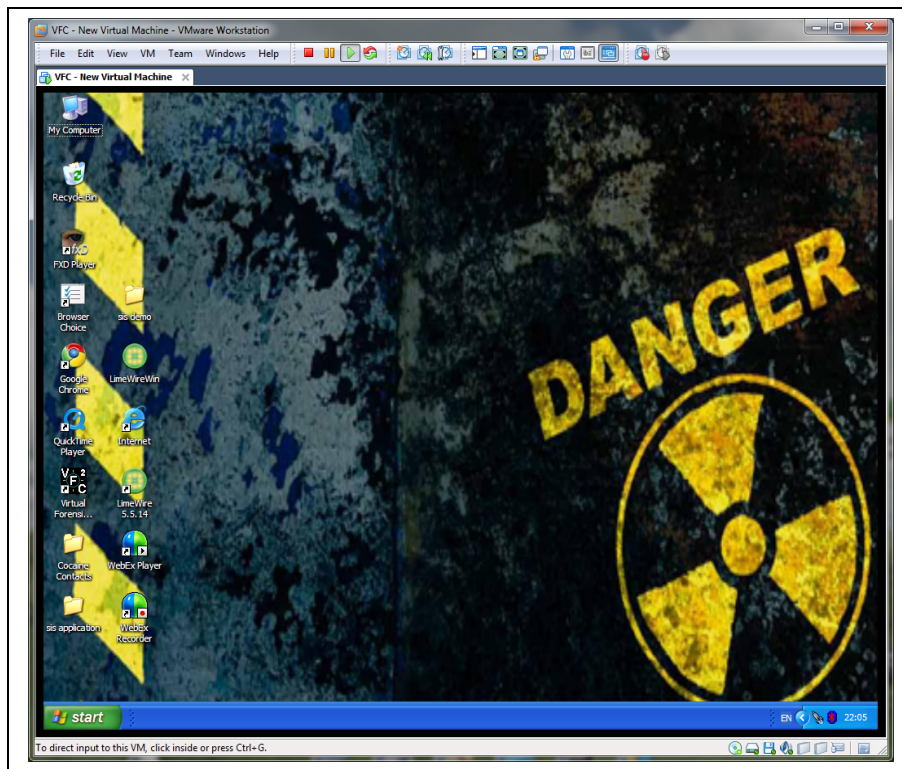 VFC - New Virtual Machine - VMware Workstation
File Edit View VM Team Windows Help
VFC - New Virtual Machine
My Computer
Recycle Bin
fxD
FXD Player
Browser
Choice
sis demo
Google
Chrome
LimeWireWin
QuickTime
Player
Internet
V 2
F
C
Virtual
Forensi...
LimeWire
5.5.14
Cocaine
Contacts
WebEx Player
sis application
WebEx
Recorder
DANGER
start
EN
22:05
To direct input to this VM, click inside or press Ctrl+G.